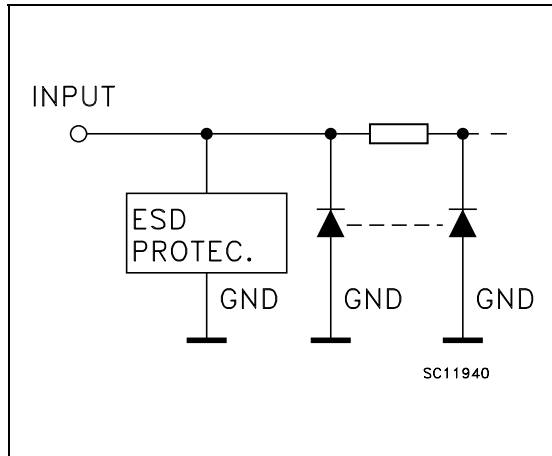 INPUT
ESD
PROTEC.
GND
GND
GND
SC11940